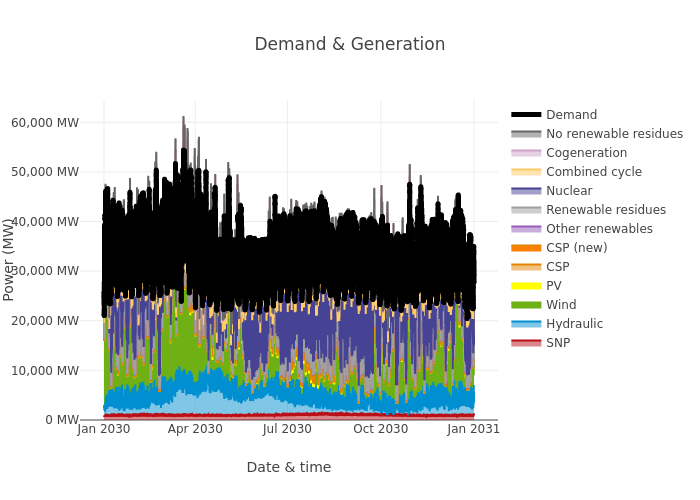 Demand & Generation
60,000 MW
50,000 MW
40,000 MW
30,000 MW
20,000 MW
10,000 MW
0 MW
Power (MW)
Jan 2030
Apr 2030
Jul 2030
Oct 2030
Jan 2031
Date & time
Demand
No renewable residues
Cogeneration
Combined cycle
Nuclear
Renewable residues
Other renewables
CSP (new)
CSP
PV
Wind
Hydraulic
SNP